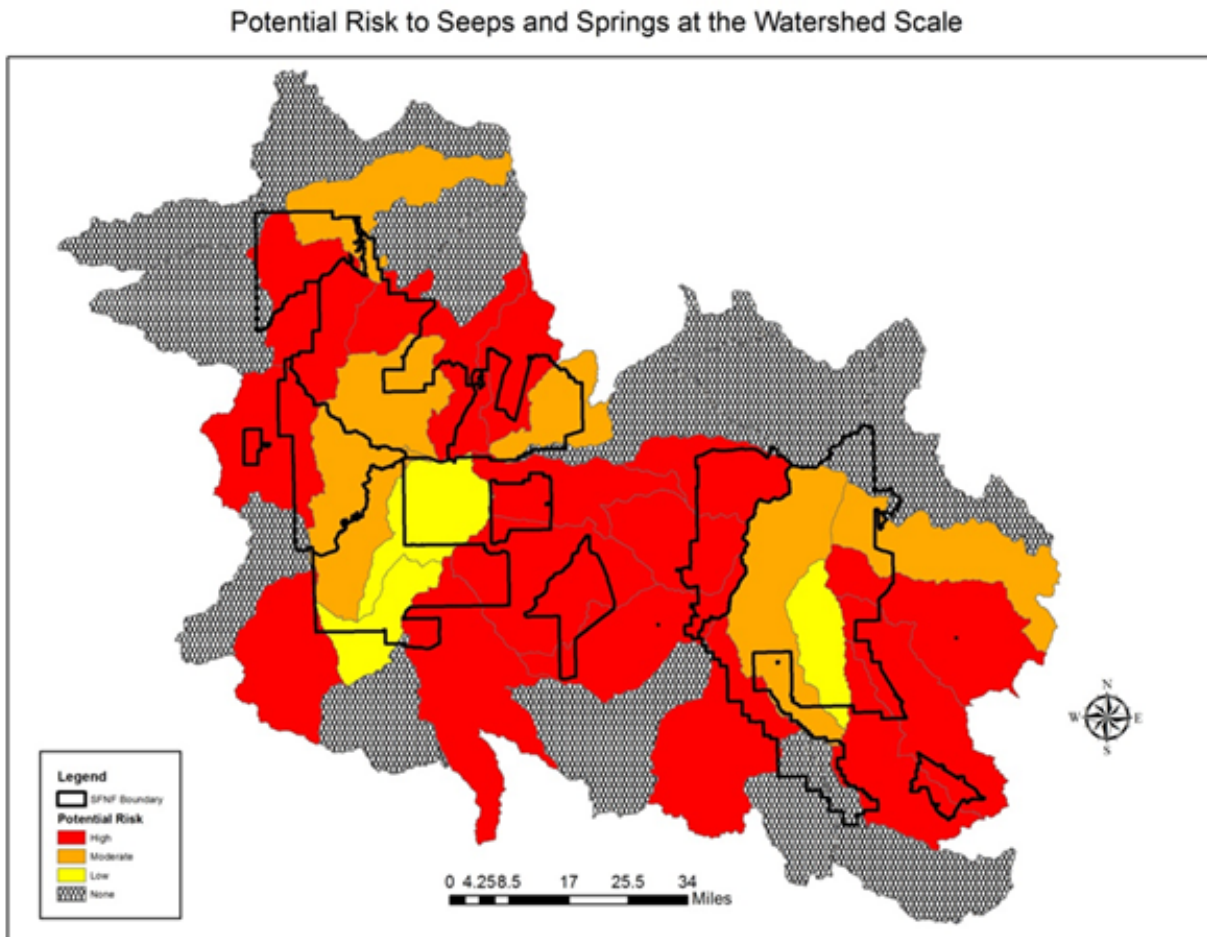 Potential Risk to Seeps and Springs at the Watershed Scale
N
W E
S
Legend
SFNF Boundary
Potential Risk
High
Moderate
Low
None
0 4.25 8.5 17 25.5 34
Miles